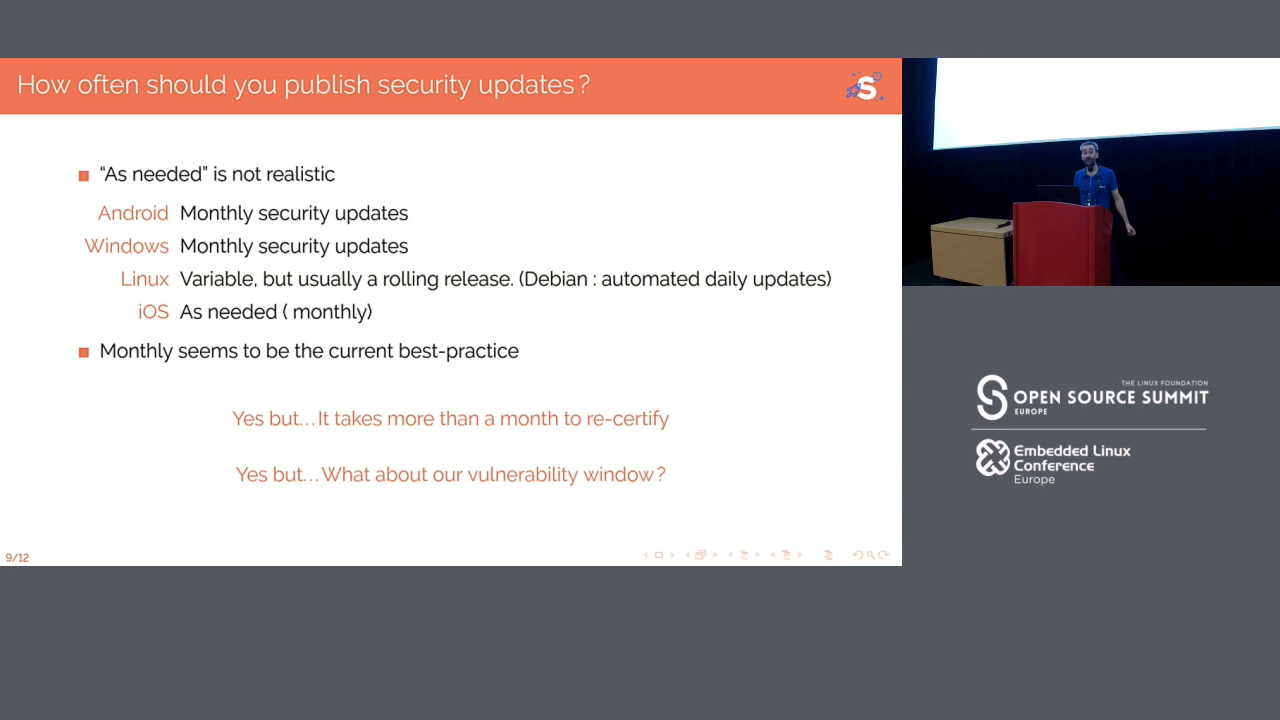 How often should you publish security updates?
“As needed” is not realistic
Android Monthly security updates
Windows Monthly security updates
Linux Variable, but usually a rolling release. (Debian : automated daily updates)
iOS As needed ( monthly)
Monthly seems to be the current best-practice
Yes but...It takes more than a month to re-certify
Yes but...What about our vulnerability window?
9/12
S
THE LINUX FOUNDATION
OPEN SOURCE SUMMIT
EUROPE
Embedded Linux
Conference
Europe